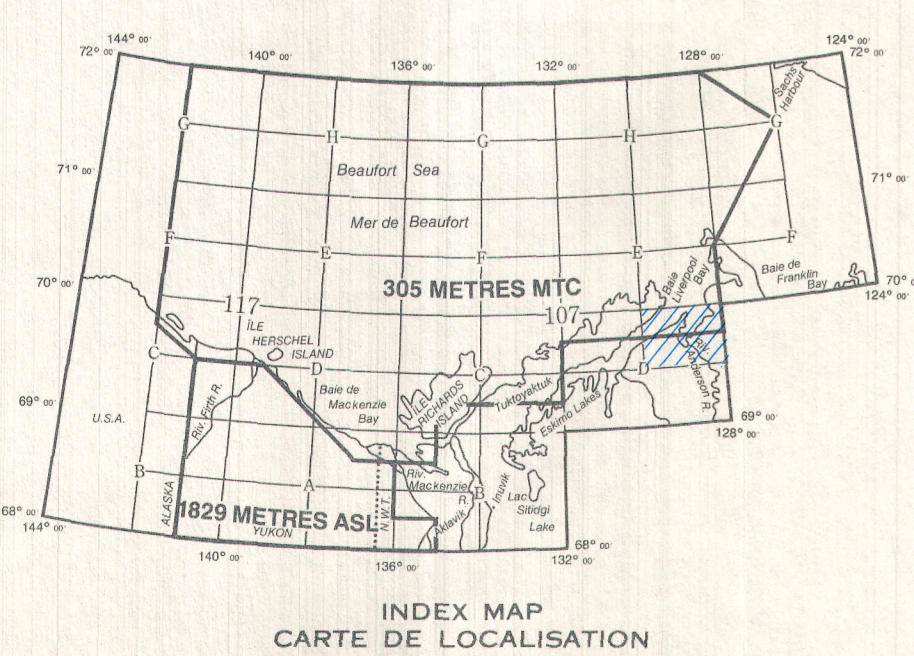 144° 00'
72° 00'
140° 00'
136° 00'
132° 00'
128° 00'
124° 00'
72° 00'
Sachs
Harbour
G
H
G
H
G
71° 00'
71° 00'
Beaufort Sea
Mer de Beaufort
F
E
F
E
F
70° 00'
70° 00'
124° 00'
Baie
Liverpool
Bay
Baie de
Franklin
Bay
305 METRES MTC
117
107
ÎLE
HERSCHEL
ISLAND
C
D
C
D
ÎLE
RICHARDS
ISLAND
Tuktoyaktuk
Eskimo Lakes
Riv.
Anderson R.
Baie de
Mackenzie
Bay
Riv. Firth R.
69° 00'
69° 00'
128° 00'
U.S.A.
B
A
B
Riv.
Mackenzie
R.
Inuvik
Lac
Sitidgi
Lake
Aklavik
N.W.T.
ALASKA
1829 METRES ASL
YUKON
68° 00'
144° 00'
140° 00'
136° 00'
132° 00'
68° 00'
INDEX MAP
CARTE DE LOCALISATION